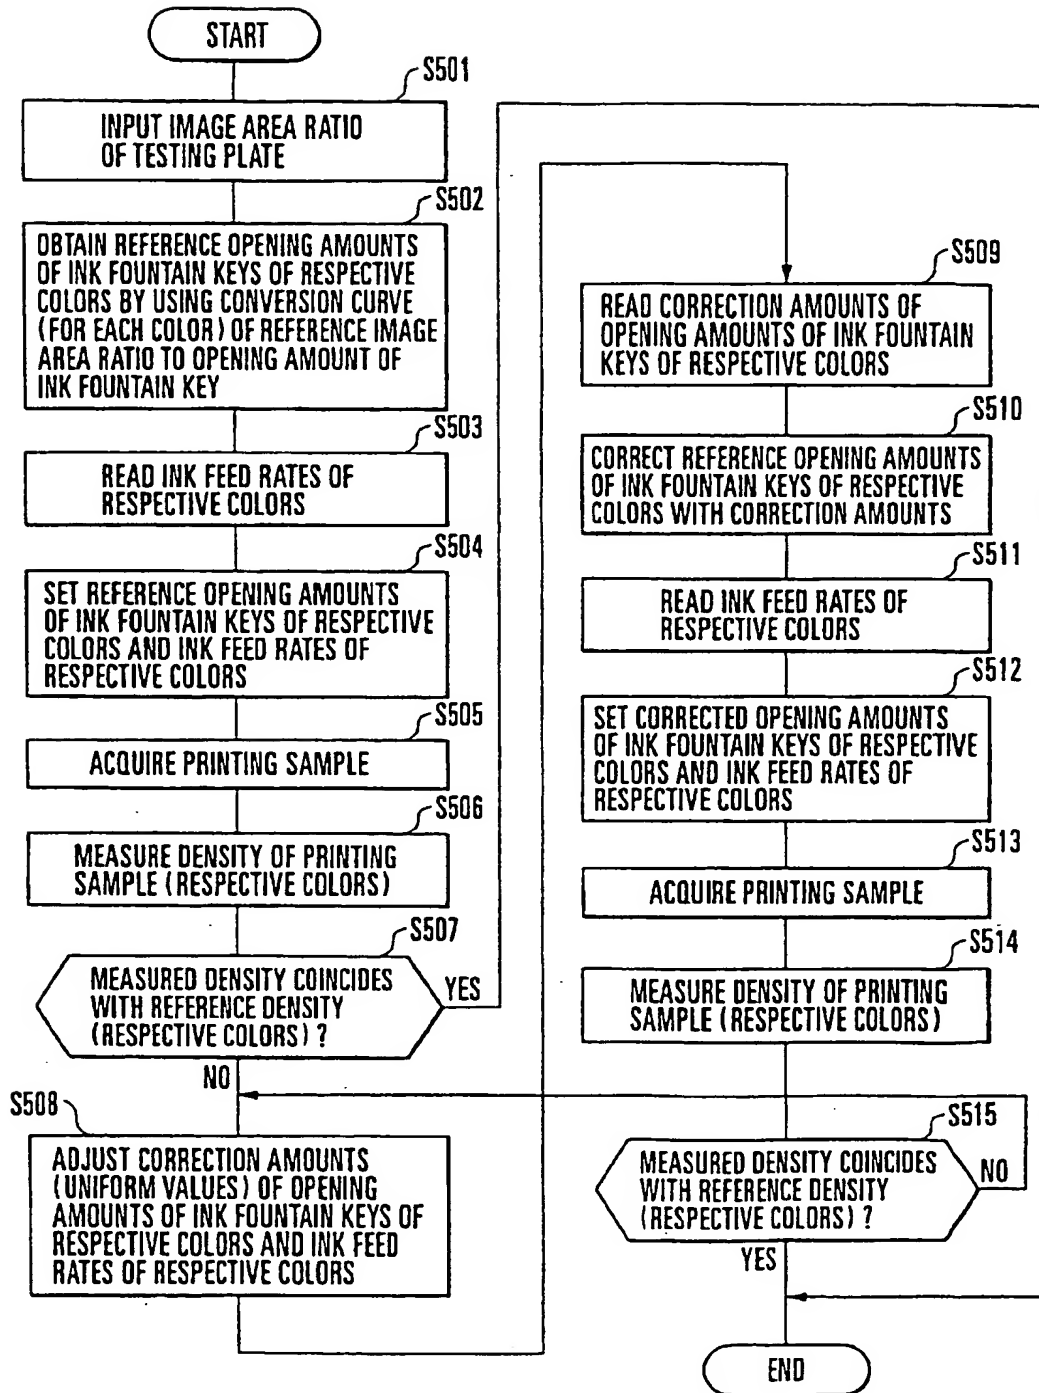 START
S501
INPUT IMAGE AREA RATIO
OF TESTING PLATE
S502
OBTAIN REFERENCE OPENING AMOUNTS
OF INK FOUNTAIN KEYS OF RESPECTIVE
COLORS BY USING CONVERSION CURVE
(FOR EACH COLOR) OF REFERENCE IMAGE
AREA RATIO TO OPENING AMOUNT OF
INK FOUNTAIN KEY
S503
READ INK FEED RATES OF
RESPECTIVE COLORS
S504
SET REFERENCE OPENING AMOUNTS
OF INK FOUNTAIN KEYS OF RESPECTIVE
COLORS AND INK FEED RATES OF
RESPECTIVE COLORS
S505
ACQUIRE PRINTING SAMPLE
S506
MEASURE DENSITY OF PRINTING
SAMPLE (RESPECTIVE COLORS)
S507
MEASURED DENSITY COINCIDES
WITH REFERENCE DENSITY
(RESPECTIVE COLORS) ?
YES
NO
S508
ADJUST CORRECTION AMOUNTS
(UNIFORM VALUES) OF OPENING
AMOUNTS OF INK FOUNTAIN KEYS OF
RESPECTIVE COLORS AND INK FEED
RATES OF RESPECTIVE COLORS
S509
READ CORRECTION AMOUNTS OF
OPENING AMOUNTS OF INK FOUNTAIN
KEYS OF RESPECTIVE COLORS
S510
CORRECT REFERENCE OPENING AMOUNTS
OF INK FOUNTAIN KEYS OF RESPECTIVE
COLORS WITH CORRECTION AMOUNTS
S511
READ INK FEED RATES OF
RESPECTIVE COLORS
S512
SET CORRECTED OPENING AMOUNTS
OF INK FOUNTAIN KEYS OF RESPECTIVE
COLORS AND INK FEED RATES OF
RESPECTIVE COLORS
S513
ACQUIRE PRINTING SAMPLE
S514
MEASURE DENSITY OF PRINTING
SAMPLE (RESPECTIVE COLORS)
S515
MEASURED DENSITY COINCIDES
WITH REFERENCE DENSITY
(RESPECTIVE COLORS) ?
NO
YES
END